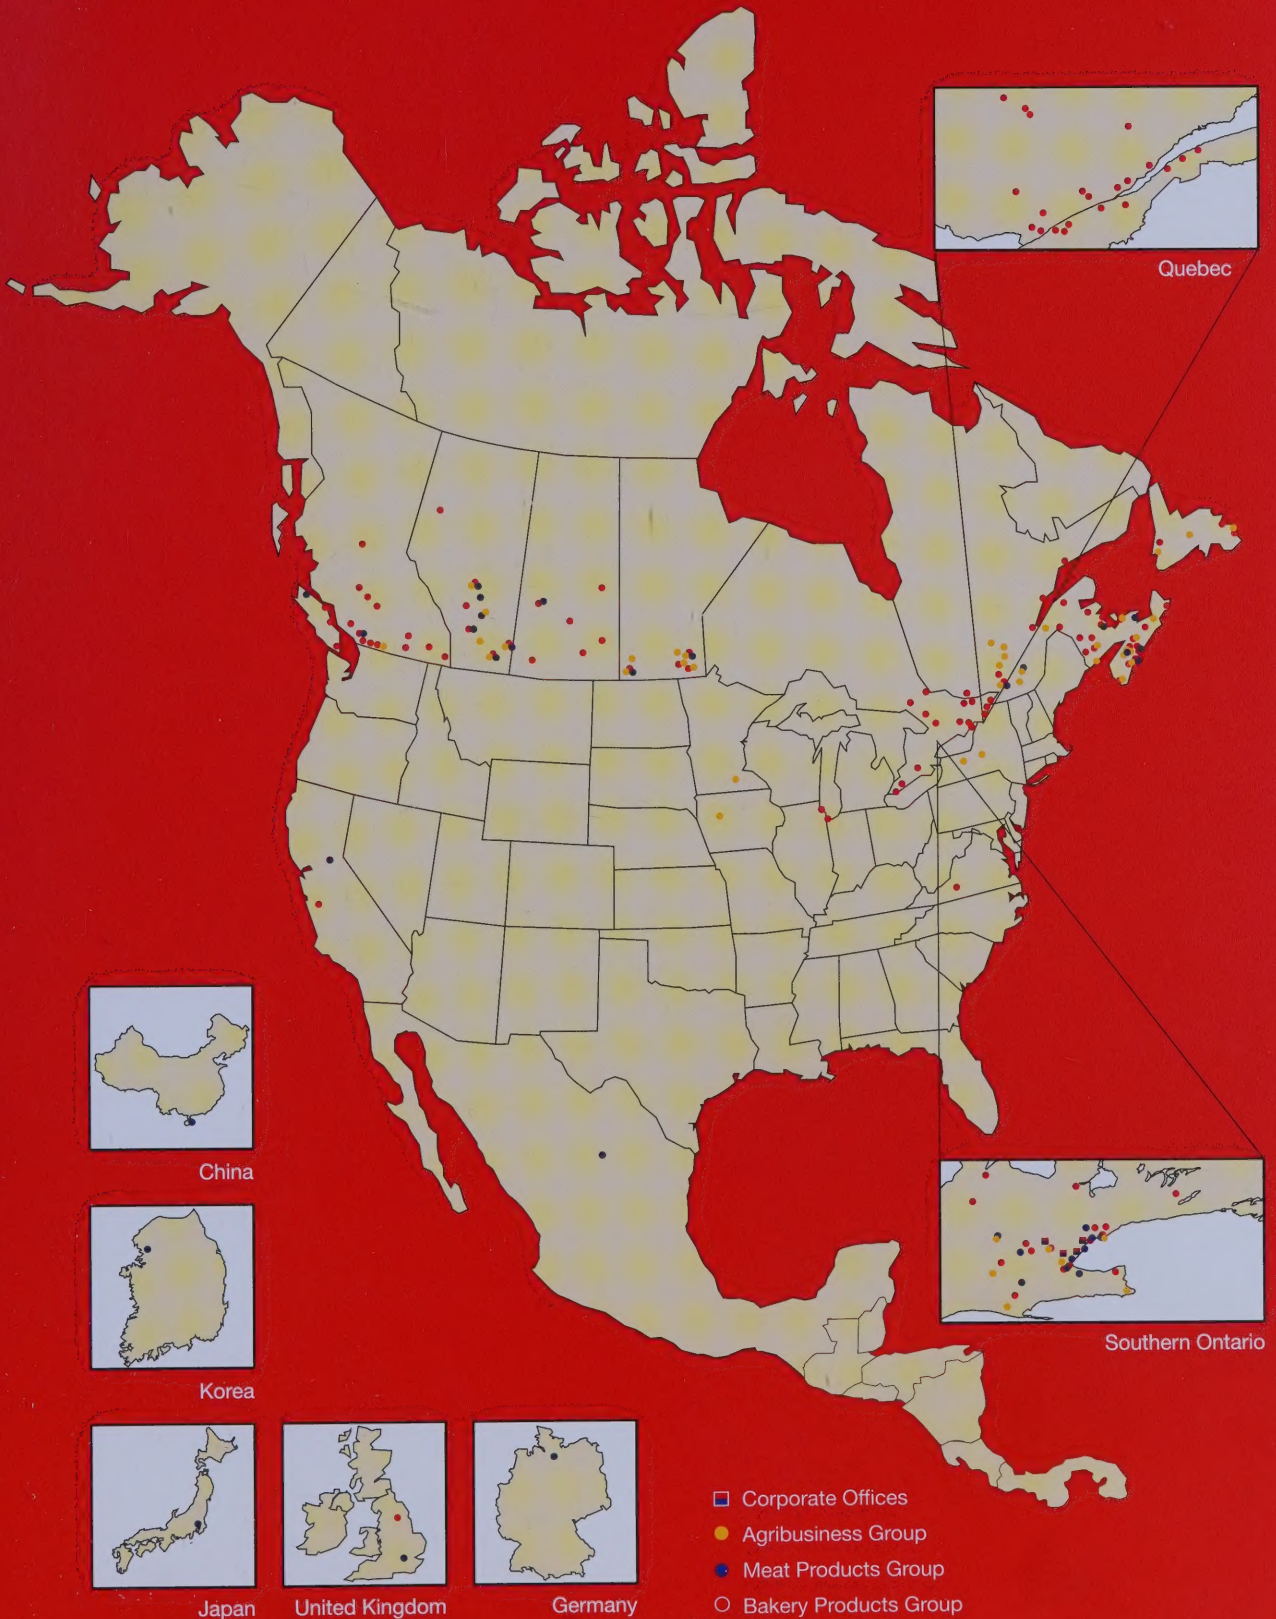 Quebec
China
Korea
Southern Ontario
Japan
United Kingdom
Germany
Corporate Offices
Agribusiness Group
Meat Products Group
Bakery Products Group